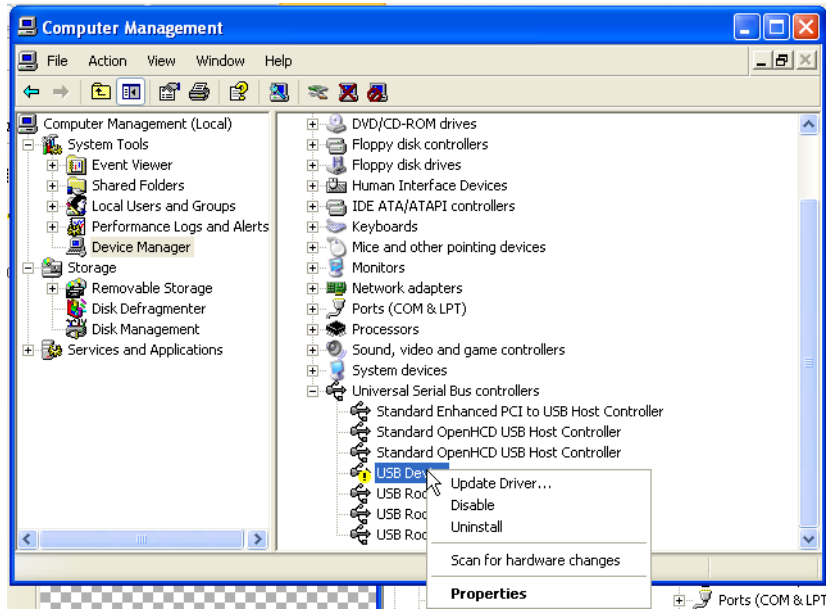 Computer Management
File Action View Window Help
Computer Management (Local)
System Tools
Event Viewer
Shared Folders
Local Users and Groups
Performance Logs and Alerts
Device Manager
Storage
Removable Storage
Disk Defragmenter
Disk Management
Services and Applications
DVD/CD-ROM drives
Floppy disk controllers
Floppy disk drives
Human Interface Devices
IDE ATA/ATAPI controllers
Keyboards
Mice and other pointing devices
Monitors
Network adapters
Ports (COM & LPT)
Processors
Sound, video and game controllers
System devices
Universal Serial Bus controllers
Standard Enhanced PCI to USB Host Controller
Standard OpenHCD USB Host Controller
Standard OpenHCD USB Host Controller
USB Dev
USB Roo
USB Roo
USB Roo
Update Driver...
Disable
Uninstall
Scan for hardware changes
Properties
Ports (COM & LPT